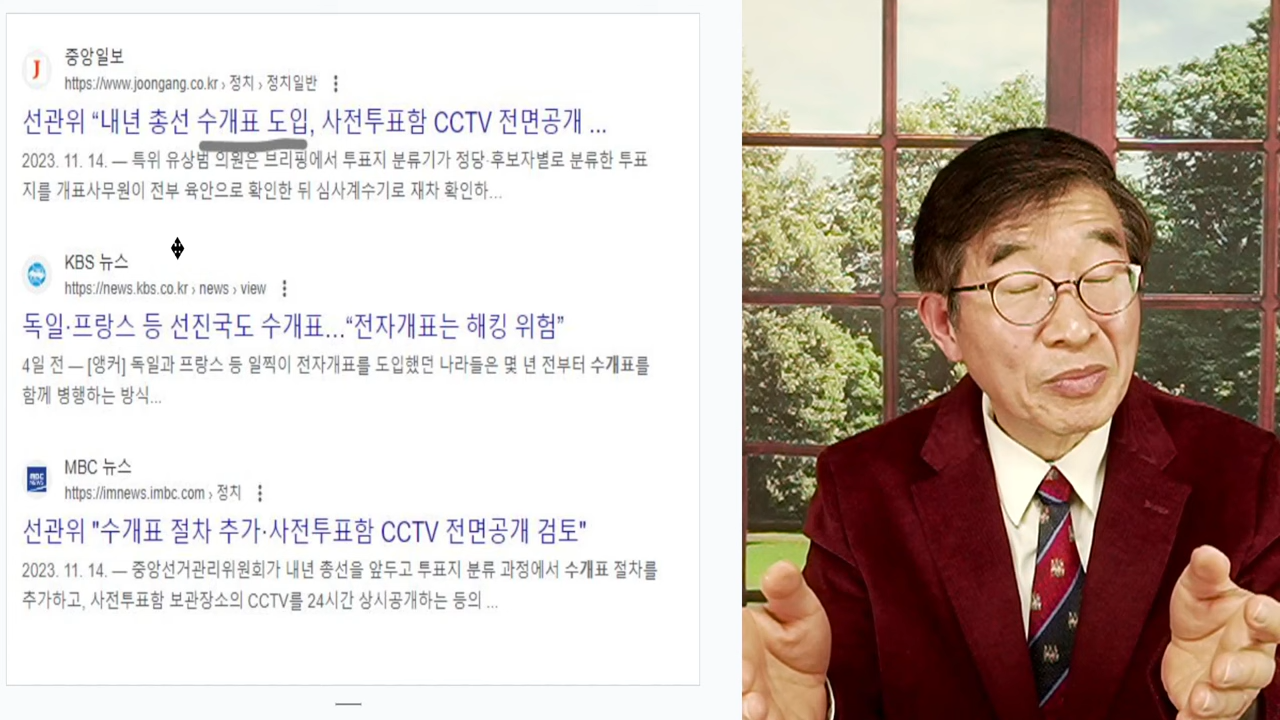 중앙일보
https://www.joongang.co.kr › 정치 › 정치일반
선관위 “내년 총선 수개표 도입, 사전투표함 CCTV 전면공개 ...
2023. 11. 14. — 특위 유상범 의원은 브리핑에서 투표지 분류기가 정당·후보자별로 분류한 투표
지를 개표사무원이 전부 육안으로 확인한 뒤 심사계수기로 재차 확인하...
KBS 뉴스
https://news.kbs.co.kr › news › view
독일·프랑스 등 선진국도 수개표...“전자개표는 해킹 위험”
4일 전 — [앵커] 독일과 프랑스 등 일찍이 전자개표를 도입했던 나라들은 몇 년 전부터 수개표를
함께 병행하는 방식...
MBC 뉴스
https://imnews.imbc.com › 정치
선관위 "수개표 절차 추가·사전투표함 CCTV 전면공개 검토"
2023. 11. 14. — 중앙선거관리위원회가 내년 총선을 앞두고 투표지 분류 과정에서 수개표 절차를
추가하고, 사전투표함 보관장소의 CCTV를 24시간 상시공개하는 등의 ...